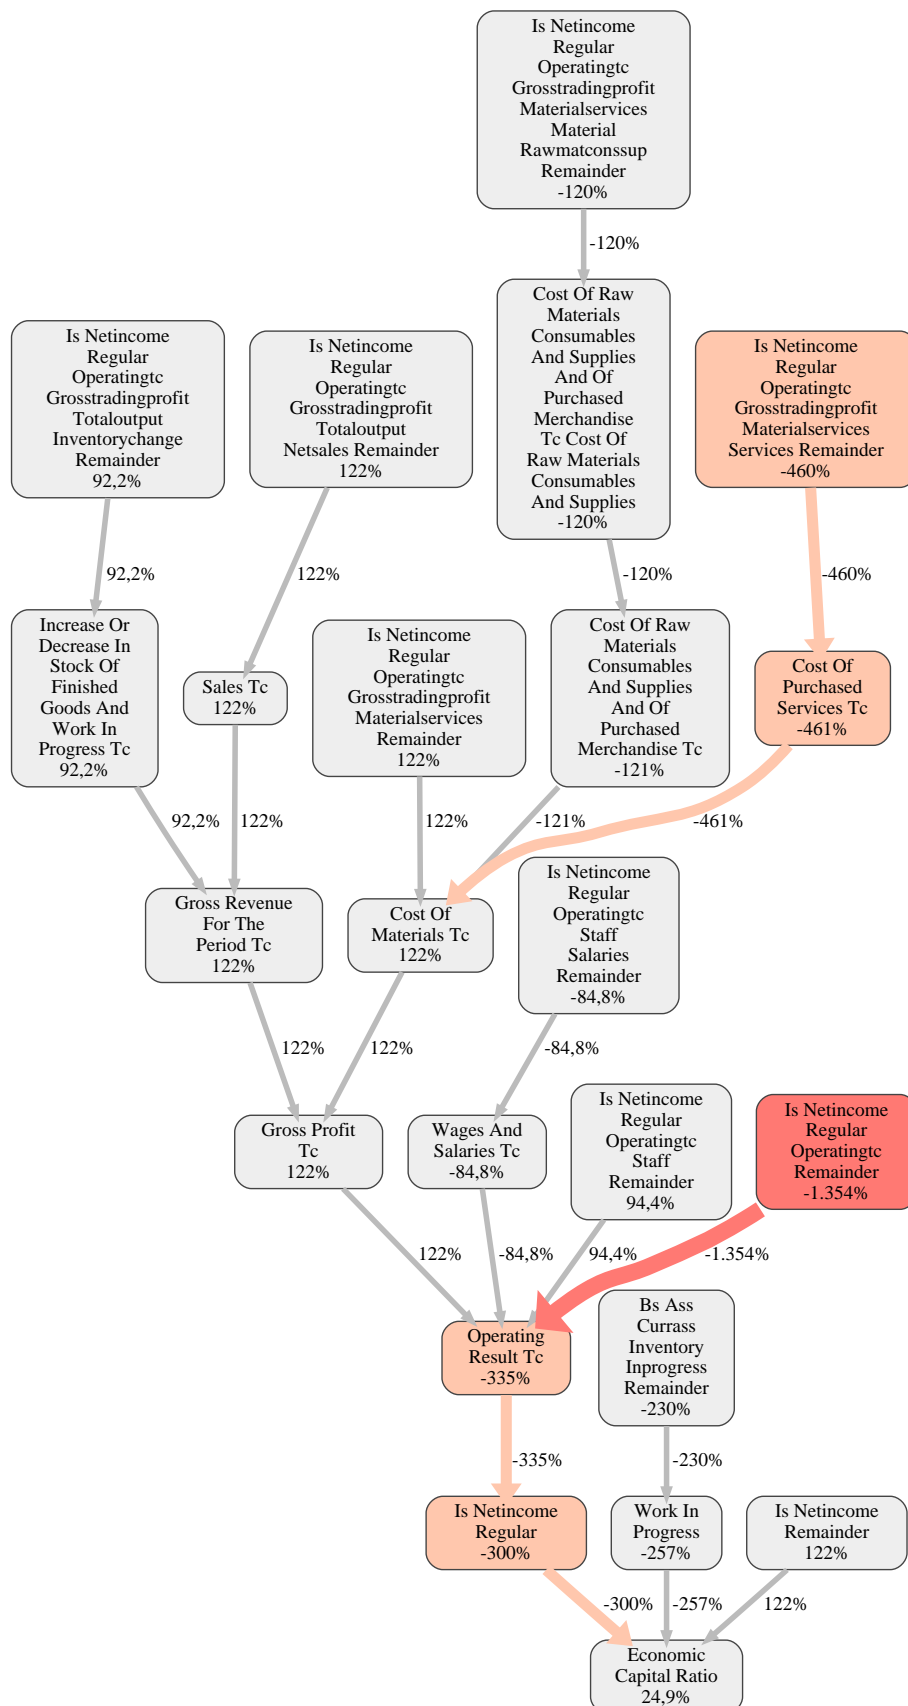 Is Netincome
Regular
Operatingtc
Grosstradingprofit
Materialservices
Material
Rawmatconssup
Remainder
-120%
-120%
Cost Of Raw
Materials
Consumables
And Supplies
And Of
Purchased
Merchandise
Tc Cost Of
Raw Materials
Consumables
And Supplies
-120%
Is Netincome
Regular
Operatingtc
Grosstradingprofit
Totaloutput
Inventorychange
Remainder
92,2%
Is Netincome
Regular
Operatingtc
Grosstradingprofit
Totaloutput
Netsales Remainder
122%
Is Netincome
Regular
Operatingtc
Grosstradingprofit
Materialservices
Services Remainder
-460%
92,2%
122%
-120%
-460%
Increase Or
Decrease In
Stock Of
Finished
Goods And
Work In
Progress Tc
92,2%
Sales Tc
122%
Is Netincome
Regular
Operatingtc
Grosstradingprofit
Materialservices
Remainder
122%
Cost Of Raw
Materials
Consumables
And Supplies
And Of
Purchased
Merchandise Tc
-121%
Cost Of
Purchased
Services Tc
-461%
92,2%
122%
122%
-121%
-461%
Gross Revenue
For The
Period Tc
122%
Cost Of
Materials Tc
122%
Is Netincome
Regular
Operatingtc
Staff
Salaries
Remainder
-84,8%
122%
122%
-84,8%
Gross Profit
Tc
122%
Wages And
Salaries Tc
-84,8%
Is Netincome
Regular
Operatingtc
Staff
Remainder
94,4%
Is Netincome
Regular
Operatingtc
Remainder
-1.354%
122%
-84,8%
94,4%
-1.354%
Operating
Result Tc
-335%
Bs Ass
Currass
Inventory
Inprogress
Remainder
-230%
-335%
-230%
Is Netincome
Regular
-300%
Work In
Progress
-257%
Is Netincome
Remainder
122%
-300%
-257%
122%
Economic
Capital Ratio
24,9%